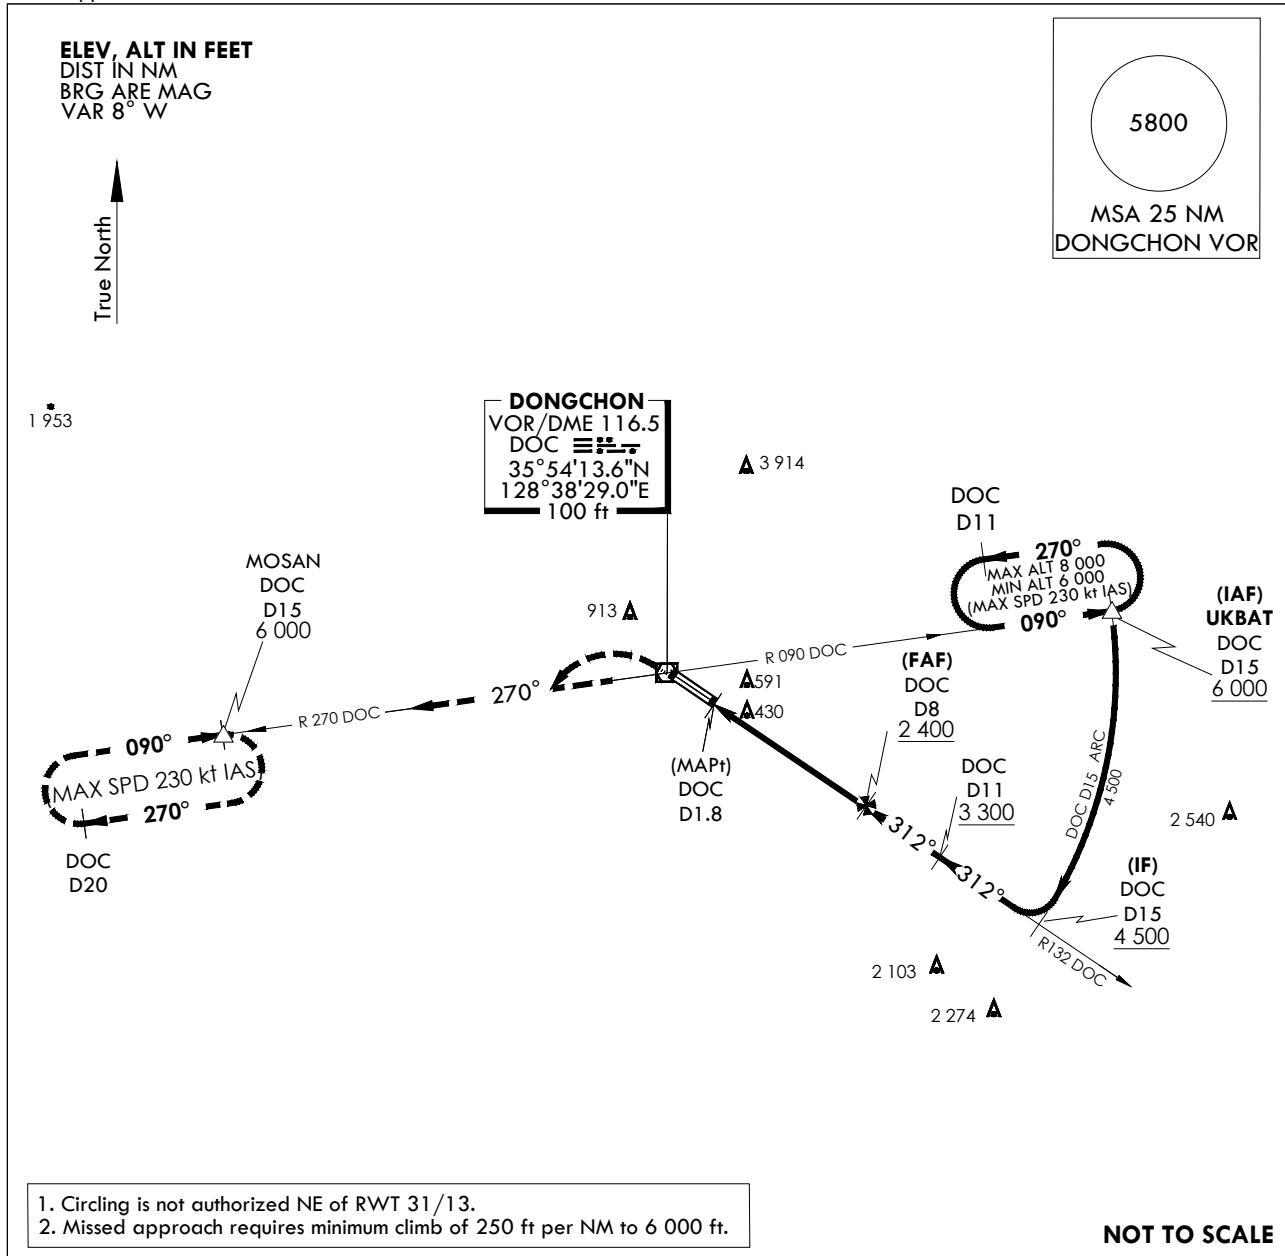 ELEV, ALT IN FEET
DIST IN NM
BRG ARE MAG
VAR 8° W
True North
5800
MSA 25 NM
DONGCHON VOR
1 953
DONGCHON
VOR/DME 116.5
DOC
35°54'13.6"N
128°38'29.0"E
100 ft
3 914
DOC
D11
270°
MAX ALT 8 000
MIN ALT 6 000
(MAX SPD 230 kt IAS)
090°
(IAF)
UKBAT
DOC
D15
6 000
MOSAN
DOC
D15
6 000
913
R 090 DOC
591
430
(FAF)
DOC
D8
2 400
270°
R 270 DOC
090°
MAX SPD 230 kt IAS
270°
DOC
D20
(MAPt)
DOC
D1.8
DOC
D11
3 300
312°
312°
DOC D15 ARC
4 500
2 540
(IF)
DOC
D15
4 500
R132 DOC
2 103
2 274
1. Circling is not authorized NE of RWT 31/13.
2. Missed approach requires minimum climb of 250 ft per NM to 6 000 ft.
NOT TO SCALE